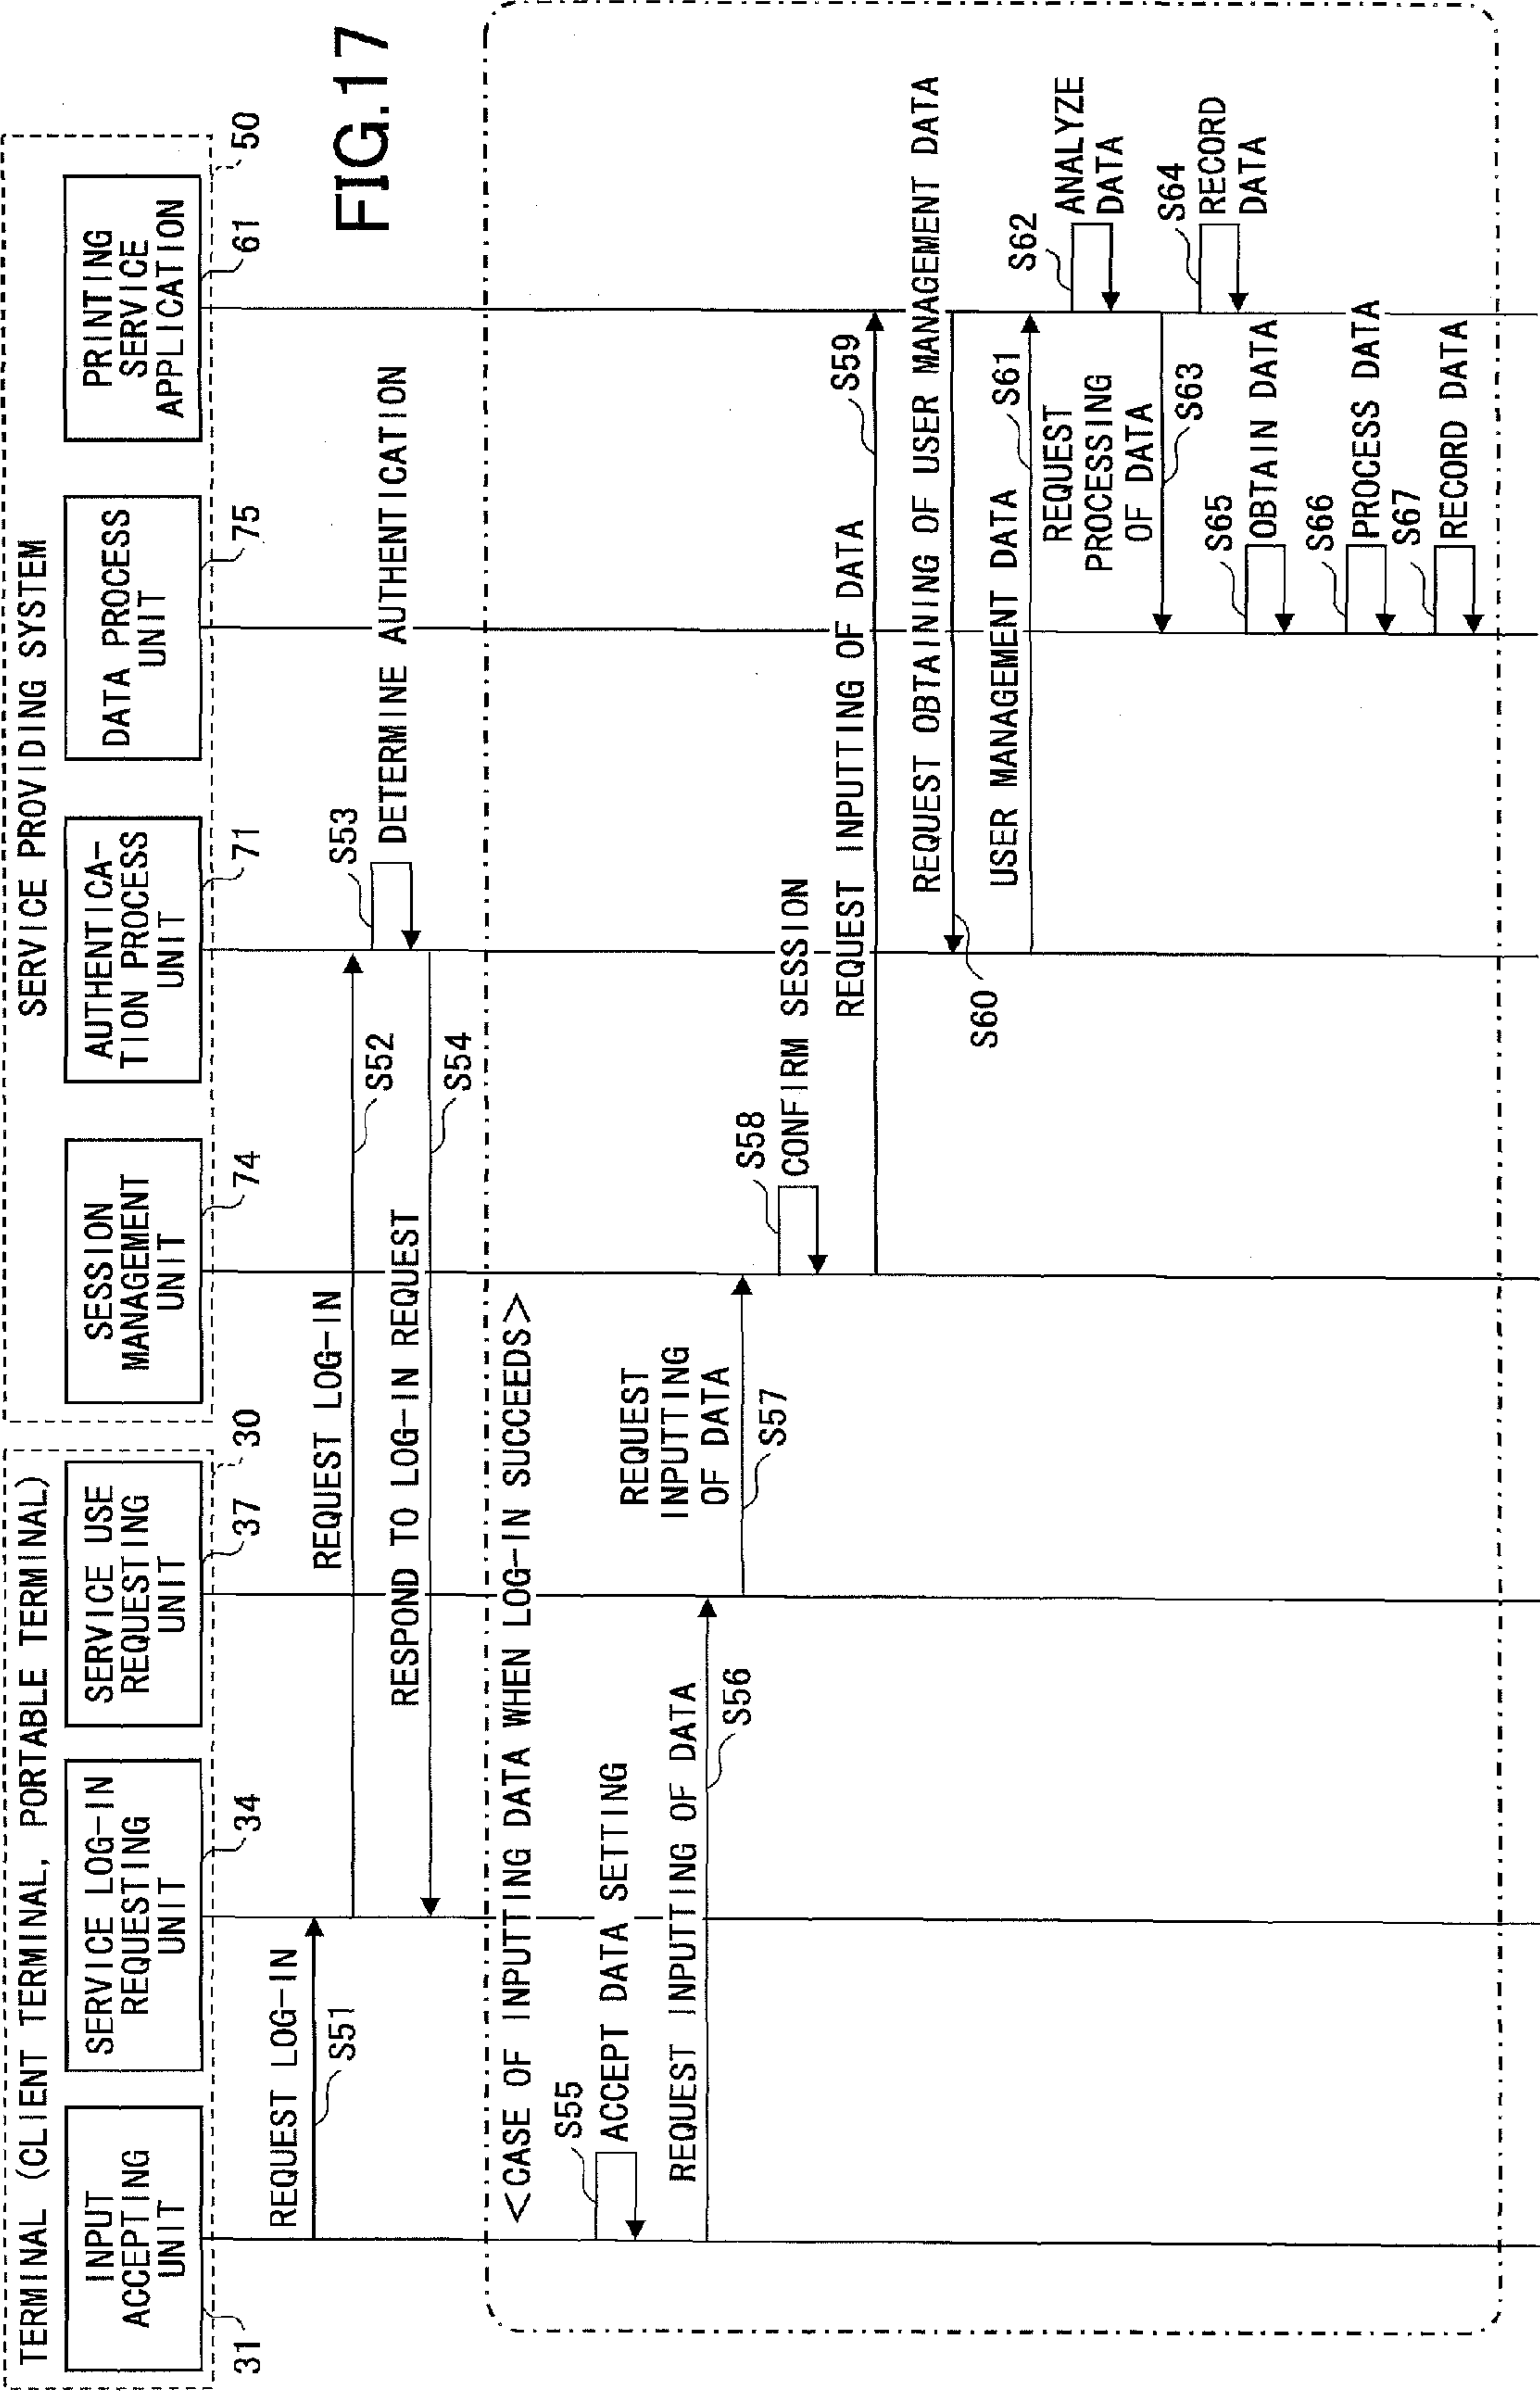 FIG.17
TERMINAL (CLIENT TERMINAL, PORTABLE TERMINAL)
SERVICE PROVIDING SYSTEM
INPUT
ACCEPTING
UNIT
SERVICE LOG-IN
REQUESTING
UNIT
SERVICE USE
REQUESTING
UNIT
SESSION
MANAGEMENT
UNIT
AUTHENTICA-
TION PROCESS
UNIT
DATA PROCESS
UNIT
PRINTING
SERVICE
APPLICATION
31
34
37
30
74
71
75
61
50
REQUEST LOG-IN
S51
REQUEST LOG-IN
S52
S53
DETERMINE AUTHENTICATION
RESPOND TO LOG-IN REQUEST
S54
<CASE OF INPUTTING DATA WHEN LOG-IN SUCCEEDS>
S55
ACCEPT DATA SETTING
REQUEST INPUTTING OF DATA
S56
REQUEST
INPUTTING
OF DATA
S57
S58
CONFIRM SESSION
REQUEST INPUTTING OF DATA
S59
REQUEST OBTAINING OF USER MANAGEMENT DATA
S60
USER MANAGEMENT DATA
S61
S62
ANALYZE
DATA
REQUEST
PROCESSING
OF DATA
S63
S64
RECORD
DATA
S65
OBTAIN DATA
S66
PROCESS DATA
S67
RECORD DATA